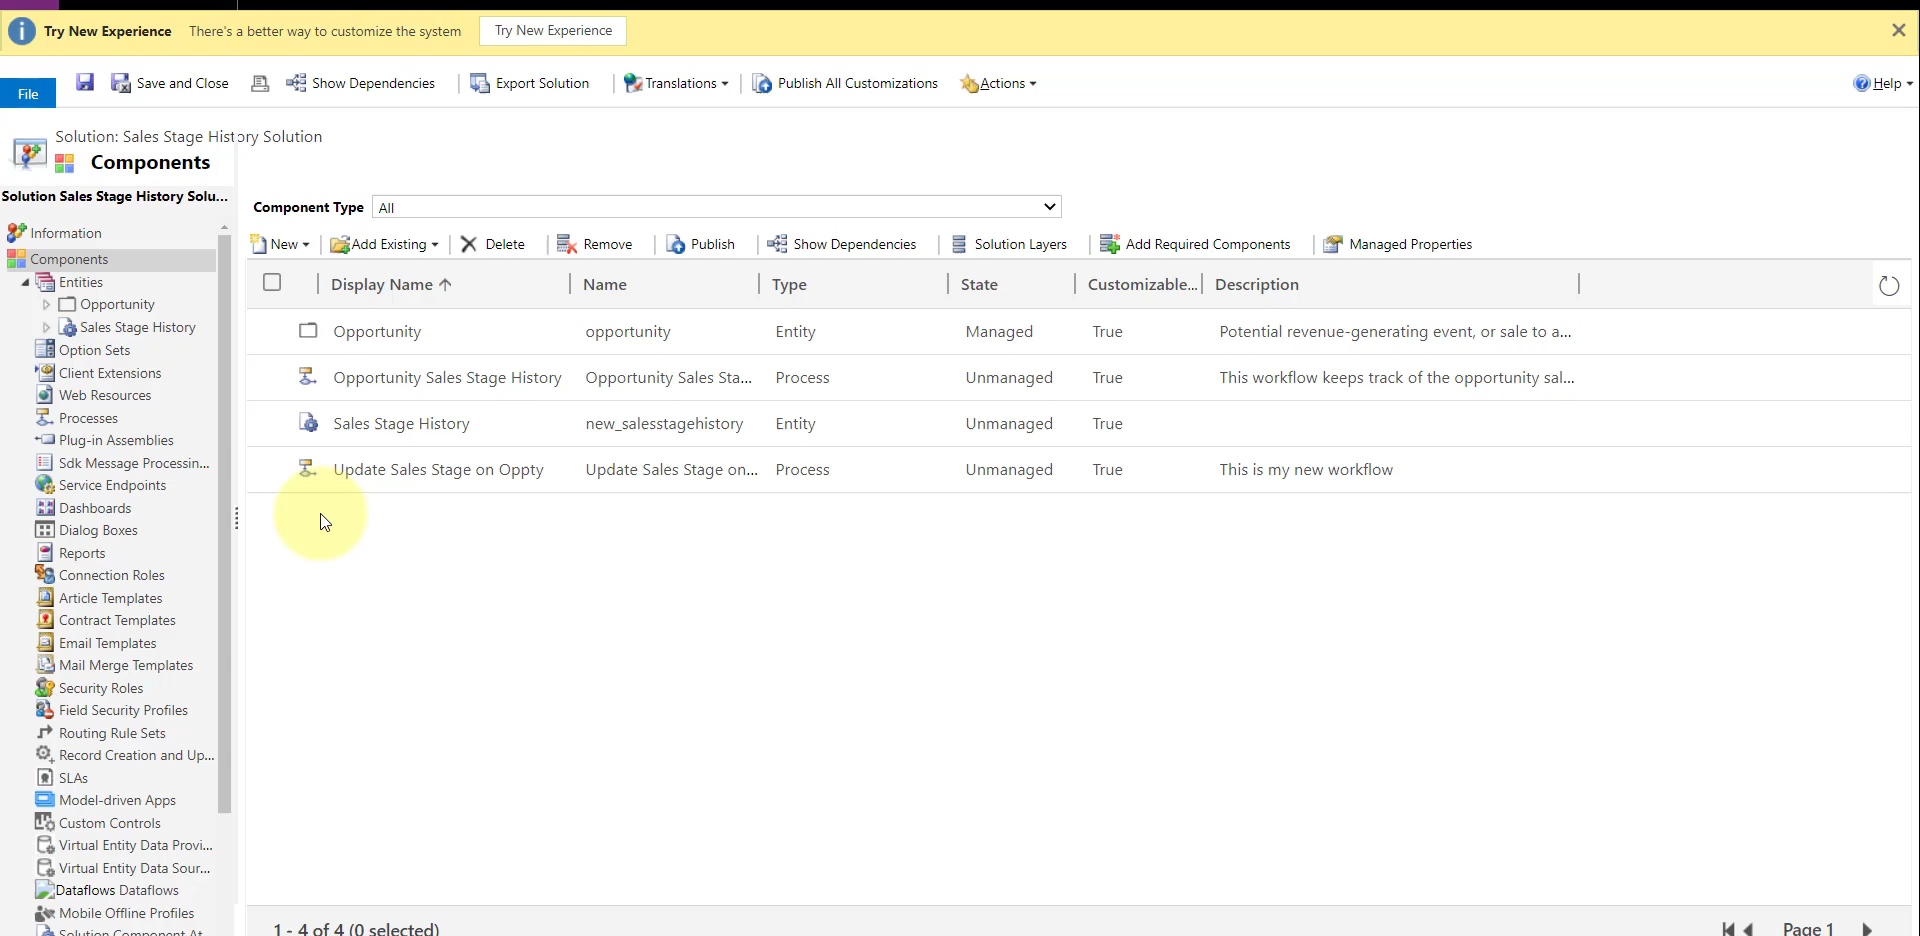 Try New Experience There's a better way to customize the system Try New Experience
File Save and Close Show Dependencies Export Solution Translations Publish All Customizations Actions Help
Solution: Sales Stage History Solution
Components
Solution Sales Stage History Solu...
Information
Components
Entities
Opportunity
Sales Stage History
Option Sets
Client Extensions
Web Resources
Processes
Plug-in Assemblies
Sdk Message Processin...
Service Endpoints
Dashboards
Dialog Boxes
Reports
Connection Roles
Article Templates
Contract Templates
Email Templates
Mail Merge Templates
Security Roles
Field Security Profiles
Routing Rule Sets
Record Creation and Up...
SLAs
Model-driven Apps
Custom Controls
Virtual Entity Data Provi...
Virtual Entity Data Sour...
Dataflows Dataflows
Mobile Offline Profiles
Solution Component At
Component Type All
New Add Existing Delete Remove Publish Show Dependencies Solution Layers Add Required Components Managed Properties
Display Name Name Type State Customizable... Description
Opportunity opportunity Entity Managed True Potential revenue-generating event, or sale to a...
Opportunity Sales Stage History Opportunity Sales Sta... Process Unmanaged True This workflow keeps track of the opportunity sal...
Sales Stage History new_salesstagehistory Entity Unmanaged True
Update Sales Stage on Oppty Update Sales Stage on... Process Unmanaged True This is my new workflow
1 - 4 of 4 (0 selected) Page 1